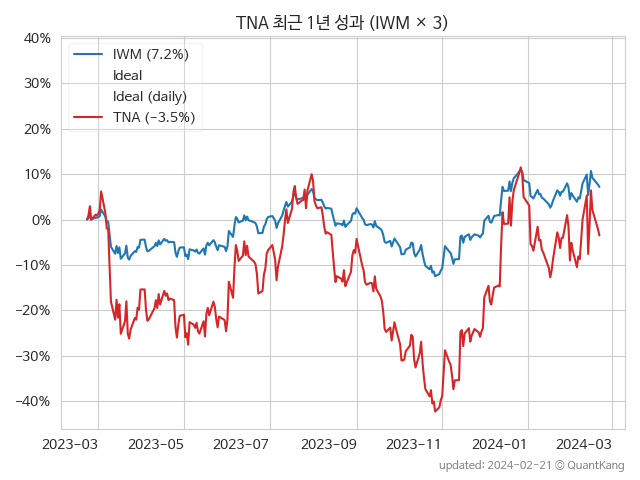 TNA 최근 1년 성과 (IWM × 3)
IWM (7.2%)
Ideal
Ideal (daily)
TNA (−3.5%)
40%
30%
20%
10%
0%
−10%
−20%
−30%
−40%
2023−03 2023−05 2023−07 2023−09 2023−11 2024−01 2024−03
updated: 2024−02−21 © QuantKang